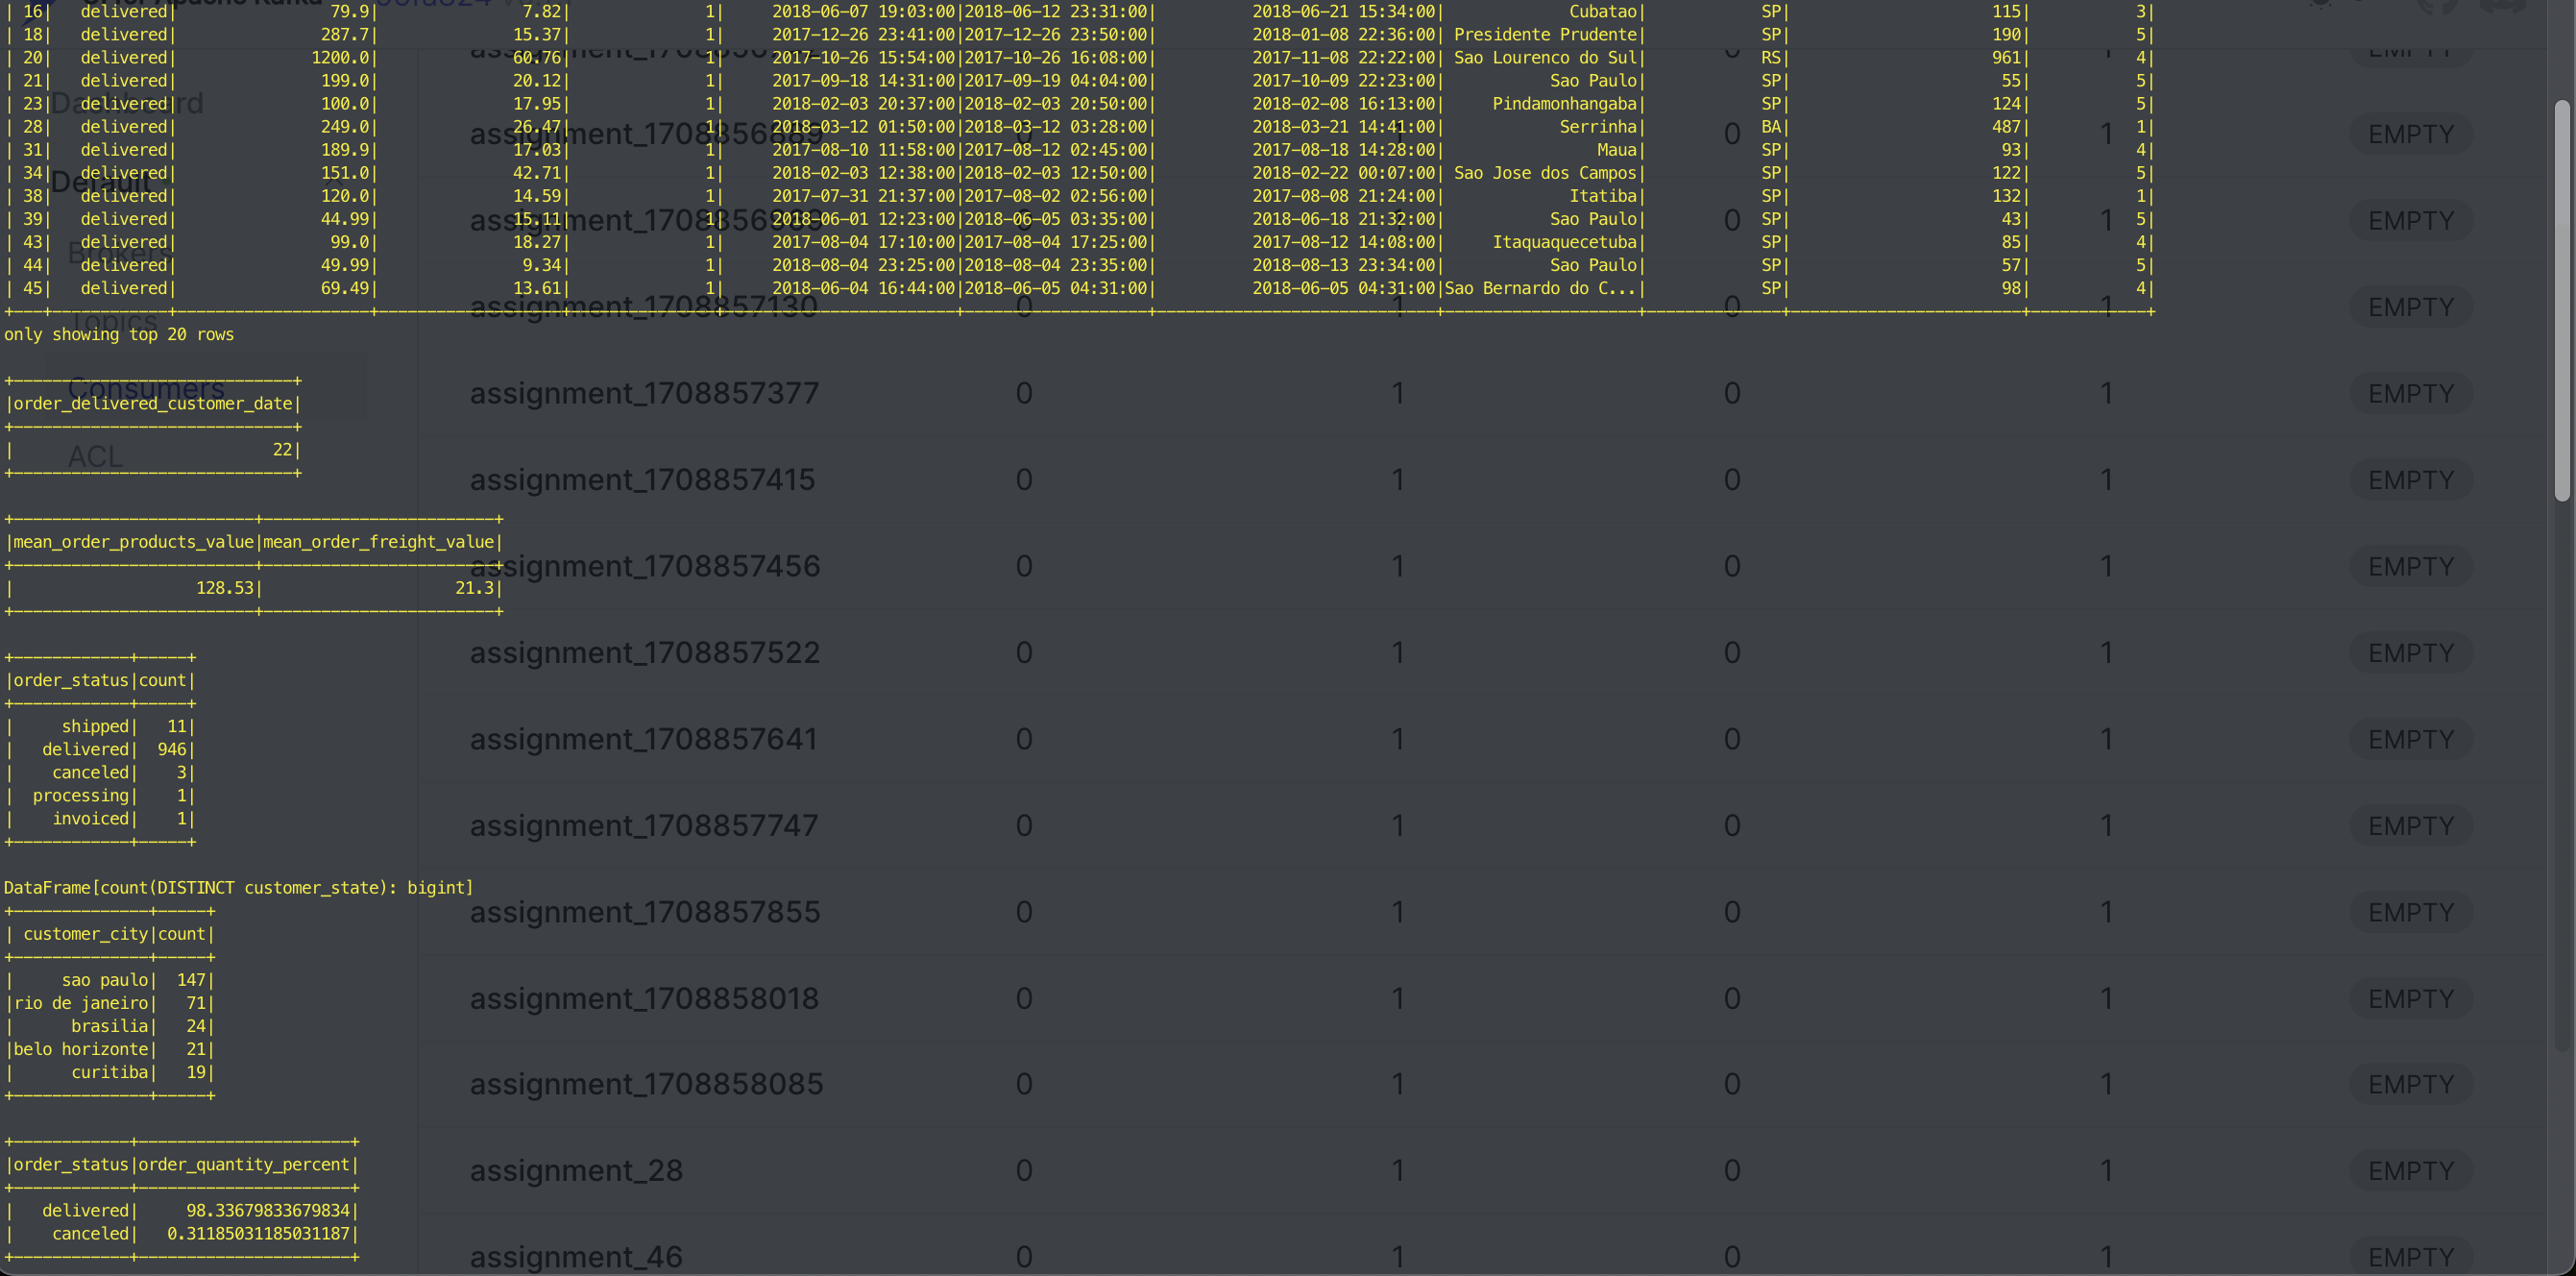 | 16| delivered| 79.9| 7.82| 1| 2018-06-07 19:03:00|2018-06-12 23:31:00| 2018-06-21 15:34:00| Cubatao| SP| 115| 3|
| 18| delivered| 287.7| 15.37| 1| 2017-12-26 23:41:00|2017-12-26 23:50:00| 2018-01-08 22:36:00| Presidente Prudente| SP| 190| 5|
| 20| delivered| 1200.0| 60.76| 1| 2017-10-26 15:54:00|2017-10-26 16:08:00| 2017-11-08 22:22:00| Sao Lourenco do Sul| RS| 961| 4|
| 21| delivered| 199.0| 20.12| 1| 2017-09-18 14:31:00|2017-09-19 04:04:00| 2017-10-09 22:23:00| Sao Paulo| SP| 55| 5|
| 23| delivered| 100.0| 17.95| 1| 2018-02-03 20:37:00|2018-02-03 20:50:00| 2018-02-08 16:13:00| Pindamonhangaba| SP| 124| 5|
| 28| delivered| 249.0| 26.47| 1| 2018-03-12 01:50:00|2018-03-12 03:28:00| 2018-03-21 14:41:00| Serrinha| BA| 487| 1|
| 31| delivered| 189.9| 17.03| 1| 2017-08-10 11:58:00|2017-08-12 02:45:00| 2017-08-18 14:28:00| Maua| SP| 93| 4|
| 34| delivered| 151.0| 42.71| 1| 2018-02-03 12:38:00|2018-02-03 12:50:00| 2018-02-22 00:07:00| Sao Jose dos Campos| SP| 122| 5|
| 38| delivered| 120.0| 14.59| 1| 2017-07-31 21:37:00|2017-08-02 02:56:00| 2017-08-08 21:24:00| Itatiba| SP| 132| 1|
| 39| delivered| 44.99| 15.11| 1| 2018-06-01 12:23:00|2018-06-05 03:35:00| 2018-06-18 21:32:00| Sao Paulo| SP| 43| 5|
| 43| delivered| 99.0| 18.27| 1| 2017-08-04 17:10:00|2017-08-04 17:25:00| 2017-08-12 14:08:00| Itaquaquecetuba| SP| 85| 4|
| 44| delivered| 49.99| 9.34| 1| 2018-08-04 23:25:00|2018-08-04 23:35:00| 2018-08-13 23:34:00| Sao Paulo| SP| 57| 5|
| 45| delivered| 69.49| 13.61| 1| 2018-06-04 16:44:00|2018-06-05 04:31:00| 2018-06-05 04:31:00|Sao Bernardo do C...| SP| 98| 4|
only showing top 20 rows
|order_delivered_customer_date|
| 22|
|mean_order_products_value|mean_order_freight_value|
| 128.53| 21.3|
|order_status|count|
| shipped| 11|
| delivered| 946|
| canceled| 3|
| processing| 1|
| invoiced| 1|
DataFrame[count(DISTINCT customer_state): bigint]
| customer_city|count|
| sao paulo| 147|
|rio de janeiro| 71|
| brasilia| 24|
|belo horizonte| 21|
| curitiba| 19|
|order_status|order_quantity_percent|
| delivered| 98.33679833679834|
| canceled| 0.31185031185031187|
Dashboard
Default
Brokers
Topics
Consumers
ACL
assignment_1708856889 0 1 EMPTY
0 1 EMPTY
assignment_1708857130 0 1 0 1 EMPTY
assignment_1708857377 0 1 0 1 EMPTY
assignment_1708857415 0 1 0 1 EMPTY
assignment_1708857456 0 1 0 1 EMPTY
assignment_1708857522 0 1 0 1 EMPTY
assignment_1708857641 0 1 0 1 EMPTY
assignment_1708857747 0 1 0 1 EMPTY
assignment_1708857855 0 1 0 1 EMPTY
assignment_1708858018 0 1 0 1 EMPTY
assignment_1708858085 0 1 0 1 EMPTY
assignment_28 0 1 0 1 EMPTY
assignment_46 0 1 0 1 EMPTY